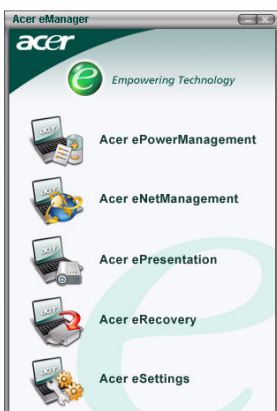 Acer eManager
acer
e Empowering Technology
Acer ePowerManagement
Acer eNetManagement
Acer ePresentation
Acer eRecovery
Acer eSettings